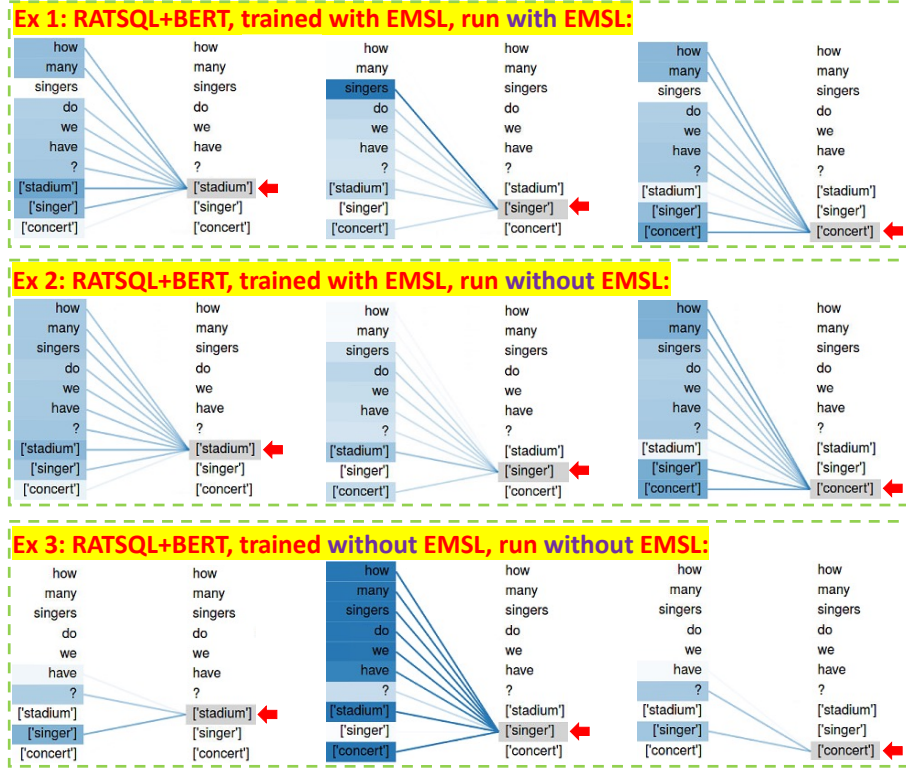 Ex 1: RATSQL+BERT, trained with EMSL, run with EMSL:
how how
many many
singers singers
do do
we we
have have
? ?
['stadium'] ['stadium']
['singer'] ['singer']
['concert'] ['concert']
how how
many many
singers singers
do do
we we
have have
? ?
['stadium'] ['stadium']
['singer'] ['singer']
['concert'] ['concert']
how how
many many
singers singers
do do
we we
have have
? ?
['stadium'] ['stadium']
['singer'] ['singer']
['concert'] ['concert']
Ex 2: RATSQL+BERT, trained with EMSL, run without EMSL:
how how
many many
singers singers
do do
we we
have have
? ?
['stadium'] ['stadium']
['singer'] ['singer']
['concert'] ['concert']
how how
many many
singers singers
do do
we we
have have
? ?
['stadium'] ['stadium']
['singer'] ['singer']
['concert'] ['concert']
how how
many many
singers singers
do do
we we
have have
? ?
['stadium'] ['stadium']
['singer'] ['singer']
['concert'] ['concert']
Ex 3: RATSQL+BERT, trained without EMSL, run without EMSL:
how how
many many
singers singers
do do
we we
have have
? ?
['stadium'] ['stadium']
['singer'] ['singer']
['concert'] ['concert']
how how
many many
singers singers
do do
we we
have have
? ?
['stadium'] ['stadium']
['singer'] ['singer']
['concert'] ['concert']
how how
many many
singers singers
do do
we we
have have
? ?
['stadium'] ['stadium']
['singer'] ['singer']
['concert'] ['concert']